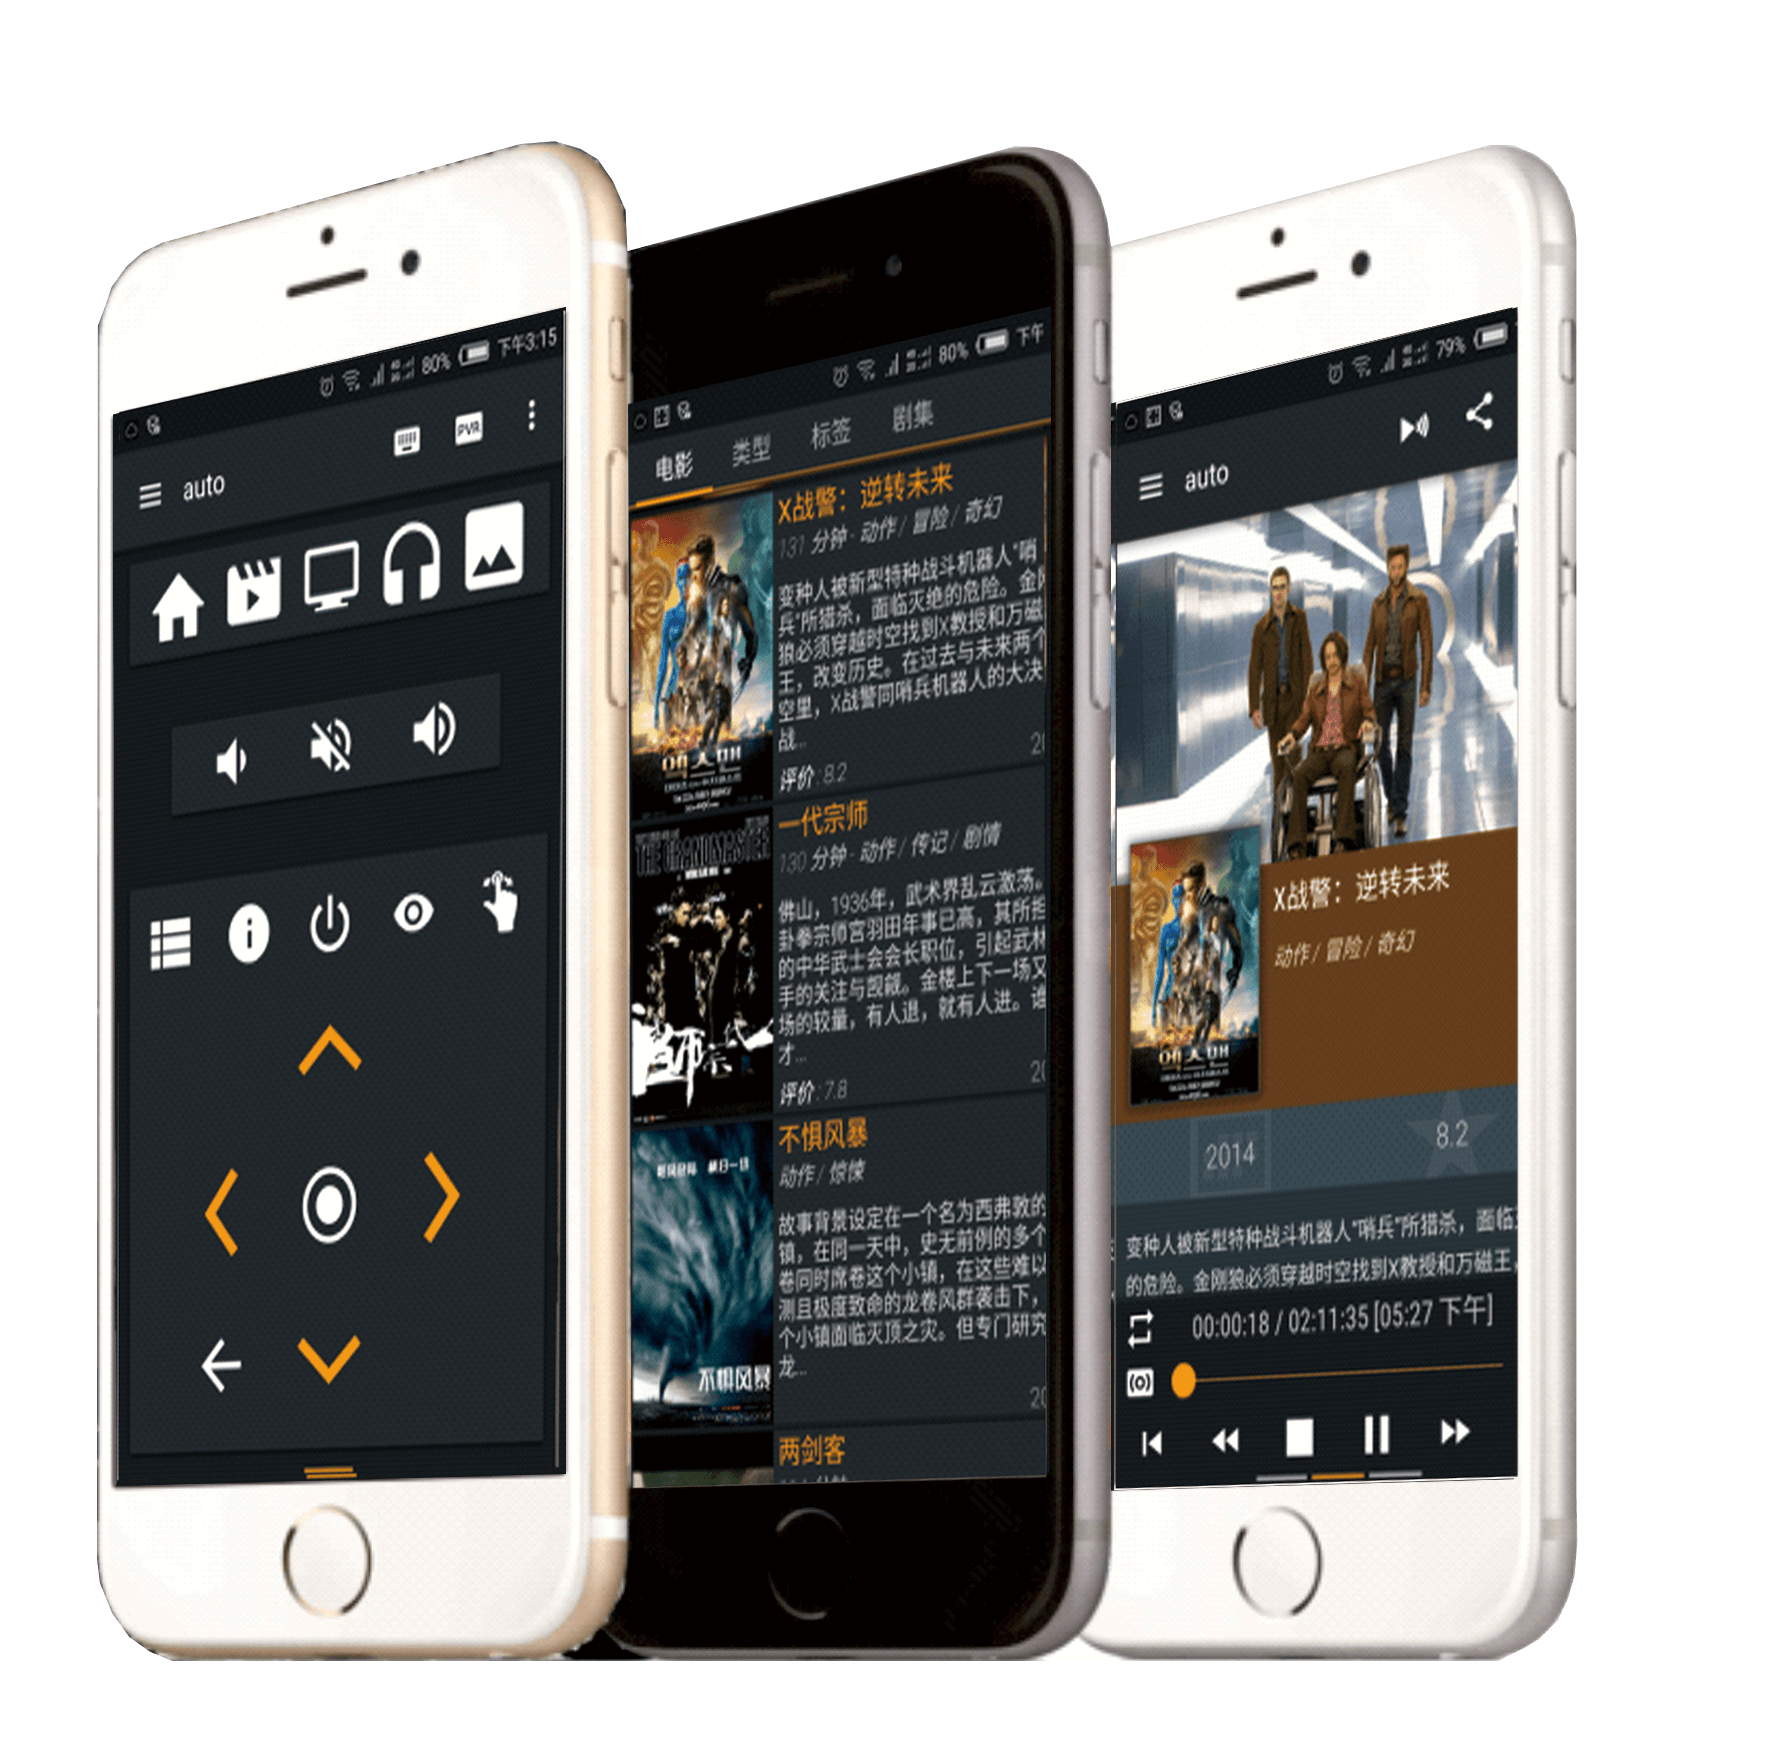 80% 下午3:15
PVR
auto
80% 下午
电影 类型 标签 剧集
X战警：逆转未来
131 分钟 - 动作 / 冒险 / 奇幻
变种人被新型特种战斗机器人“哨
兵”所猎杀，面临灭绝的危险。金刚
狼必须穿越时空找到X教授和万磁
王，改变历史。在过去与未来两个
空里，X战警同哨兵机器人的大决
战...
评价: 8.2
엑스맨
一代宗师
130 分钟 - 动作 / 传记 / 剧情
THE GRANDMASTER
佛山，1936年，武术界乱云激荡。
卦拳宗师宫羽田年事已高，其所担
的中华武士会会长职位，引起武林
手的关注与觊觎。金楼上下一场又
场的较量，有人退，就有人进。谁
才...
评价: 7.8
一代宗师
不惧风暴
动作 / 惊悚
故事背景设定在一个名为西弗敦的
镇，在同一天中，史无前例的多个
卷同时席卷这个小镇，在这些难以
测且极度致命的龙卷风群袭击下，
个小镇面临灭顶之灾。但专门研究
龙...
不惧风暴
两剑客
79%
auto
X战警：逆转未来
动作 / 冒险 / 奇幻
엑스맨
2014
8.2
变种人被新型特种战斗机器人“哨兵”所猎杀，面临
的危险。金刚狼必须穿越时空找到X教授和万磁王，
00:00:18 / 02:11:35 [05:27 下午]